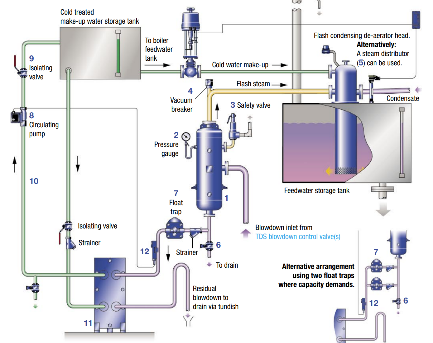 Cold treated
make-up water storage tank
9
Isolating
valve
To boiler
feedwater
tank
Cold water make-up
Flash steam
Flash condensing de-aerator head.
Alternatively:
A steam distributor
(5) can be used.
Condensate
4
Vacuum
breaker
3 Safety valve
8
Circulating
pump
2
Pressure
gauge
10
7
Float
trap
1
Feedwater storage tank
Isolating valve
Strainer
Blowdown inlet from
TDS blowdown control valve(s)
12
Strainer
6
To drain
Alternative arrangement
using two float traps
where capacity demands.
7
12
6
Residual
blowdown to
drain via tundish
11